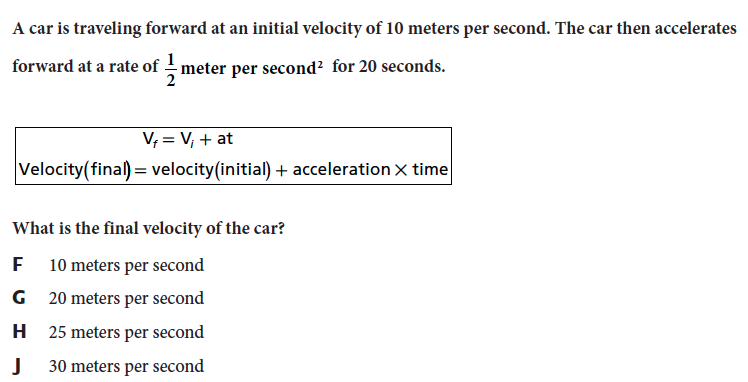 A car is traveling forward at an initial velocity of 10 meters per second. The car then accelerates
forward at a rate of 1/2 meter per second² for 20 seconds.
V_f = V_i + at
Velocity(final) = velocity(initial) + acceleration × time
What is the final velocity of the car?
F 10 meters per second
G 20 meters per second
H 25 meters per second
J 30 meters per second